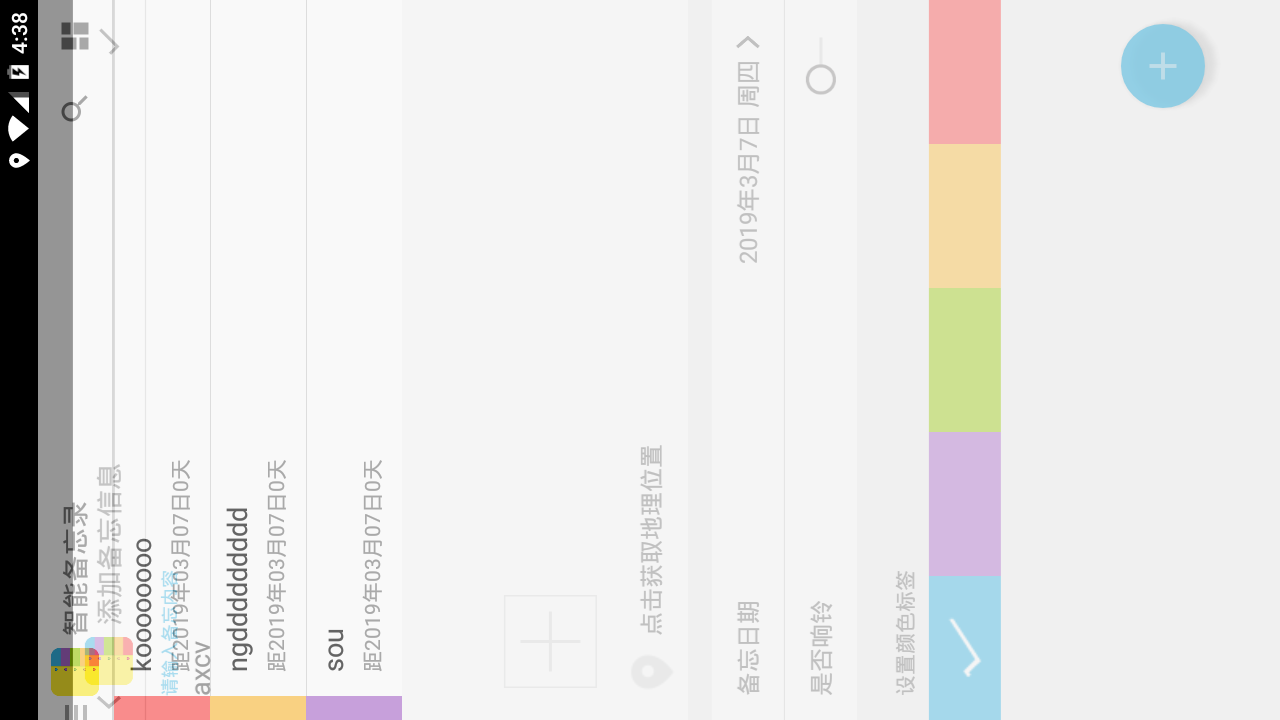 4:38
智能备忘录
添加备忘信息
kooooooooo
请输入备忘内容
距2019年03月07日0天
axcv
ngddddddddddd
距2019年03月07日0天
sou
距2019年03月07日0天
点击获取地理位置
备忘日期 2019年3月7日 周四
是否响铃
设置颜色标签